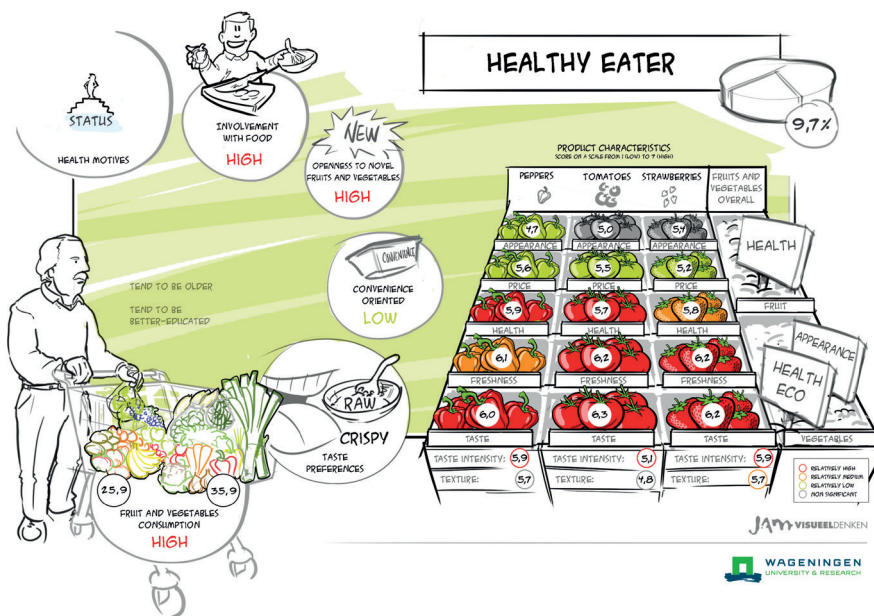 HEALTHY EATER
9,7%
STATUS
HEALTH MOTIVES
INVOLVEMENT
WITH FOOD
HIGH
NEW
OPENNESS TO NOVEL
FRUITS AND VEGETABLES
HIGH
CONVENIENCE
CONVENIENCE
ORIENTED
LOW
TEND TO BE OLDER
TEND TO BE
BETTER-EDUCATED
RAW
CRISPY
TASTE
PREFERENCES
25,9
35,9
FRUIT AND VEGETABLES
CONSUMPTION
HIGH
PRODUCT CHARACTERISTICS
SCORE ON A SCALE FROM 1 (LOW) TO 7 (HIGH)
PEPPERS
TOMATOES
STRAWBERRIES
FRUITS AND
VEGETABLES
OVERALL
4,7
5,0
5,4
APPEARANCE
APPEARANCE
APPEARANCE
5,6
5,5
5,2
PRICE
PRICE
PRICE
5,9
5,7
5,8
HEALTH
HEALTH
HEALTH
6,1
6,2
6,2
FRESHNESS
FRESHNESS
FRESHNESS
6,0
6,3
6,2
TASTE
TASTE
TASTE
TASTE INTENSITY: 5,9
TEXTURE: 5,7
TASTE INTENSITY: 5,1
TEXTURE: 4,8
TASTE INTENSITY: 5,9
TEXTURE: 5,7
HEALTH
FRUIT
APPEARANCE
HEALTH
ECO
VEGETABLES
RELATIVELY HIGH
RELATIVELY MEDIUM
RELATIVELY LOW
NON SIGNIFICANT
JAM VISUEELDENKEN
WAGENINGEN
UNIVERSITY & RESEARCH